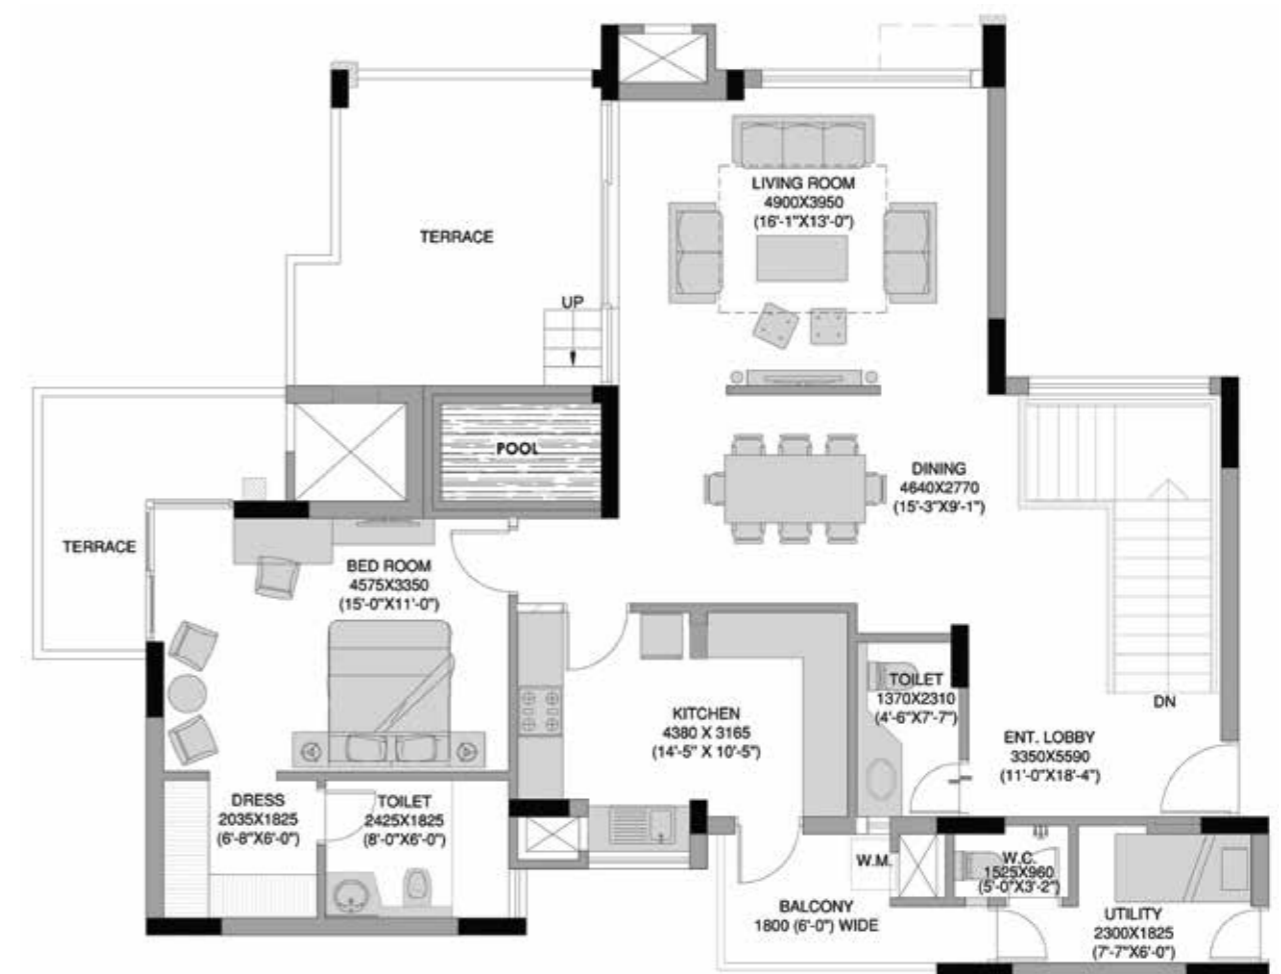 LIVING ROOM
4900X3950
(16'-1"X13'-0")
TERRACE
UP
POOL
DINING
4640X2770
(15'-3"X9'-1")
TERRACE
BED ROOM
4575X3350
(15'-0"X11'-0")
TOILET
1370X2310
(4'-6"X7'-7")
DN
KITCHEN
4380 X 3165
(14'-5" X 10'-5")
ENT. LOBBY
3350X5590
(11'-0"X18'-4")
DRESS
2035X1825
(6'-8"X6'-0")
TOILET
2425X1825
(8'-0"X6'-0")
W.M.
W.C.
1525X960
(5'-0"X3'-2")
BALCONY
1800 (6'-0") WIDE
UTILITY
2300X1825
(7'-7"X6'-0")